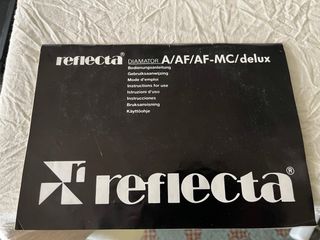 reflecta® DIAMATOR A/AF/AF-MC/delux
Bedienungsanleitung
Gebruiksaanwijzing
Mode d'emploi
Instructions for use
Istruzioni d'uso
Instrucciones
Bruksanvisning
Käyttöohje
r reflecta®